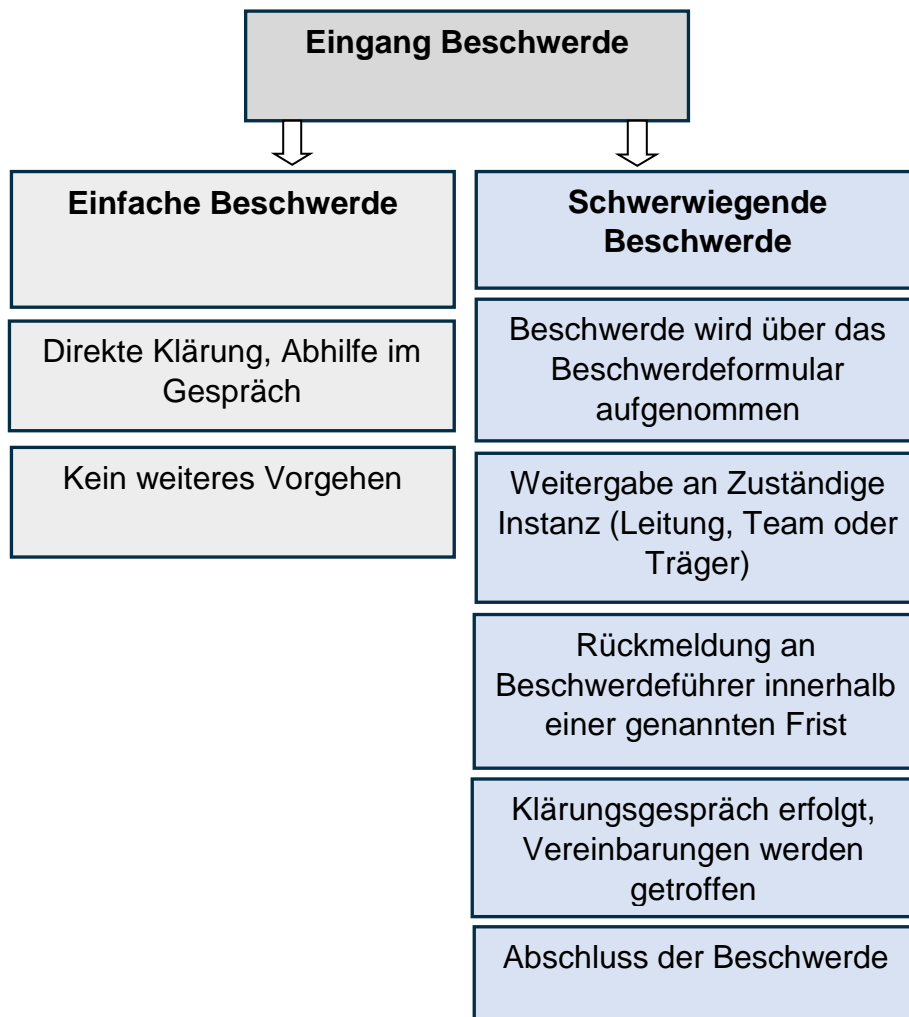 Eingang Beschwerde
Einfache Beschwerde
Direkte Klärung, Abhilfe im
Gespräch
Kein weiteres Vorgehen
Schwerwiegende
Beschwerde
Beschwerde wird über das
Beschwerdeformular
aufgenommen
Weitergabe an Zuständige
Instanz (Leitung, Team oder
Träger)
Rückmeldung an
Beschwerdeführer innerhalb
einer genannten Frist
Klärungsgespräch erfolgt,
Vereinbarungen werden
getroffen
Abschluss der Beschwerde